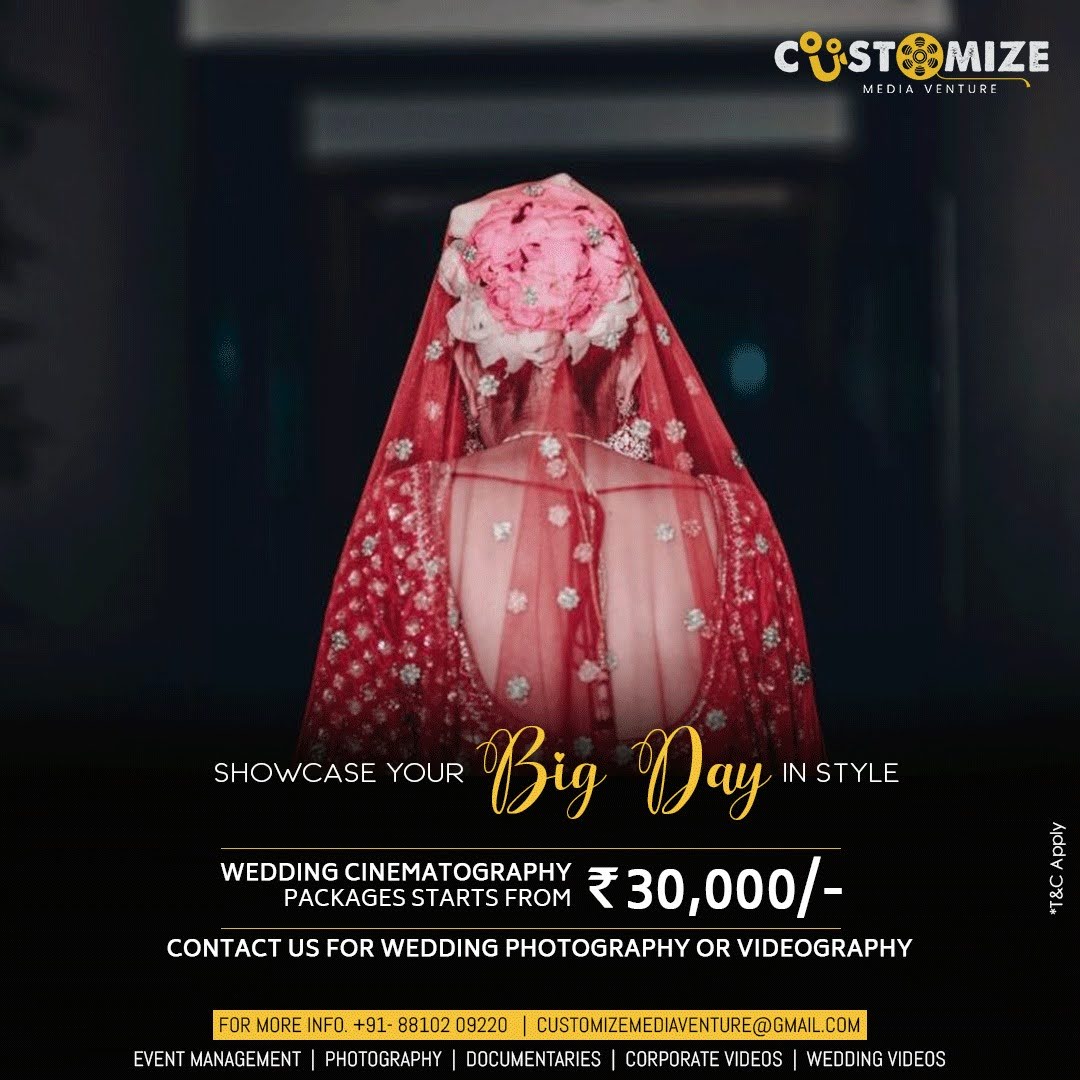 CUSTOMIZE
MEDIA VENTURE
SHOWCASE YOUR Big Day IN STYLE
WEDDING CINEMATOGRAPHY
PACKAGES STARTS FROM ₹30,000/-
CONTACT US FOR WEDDING PHOTOGRAPHY OR VIDEOGRAPHY
*T&C Apply
FOR MORE INFO. +91- 88102 09220 | CUSTOMIZEMEDIAVENTURE@GMAIL.COM
EVENT MANAGEMENT | PHOTOGRAPHY | DOCUMENTARIES | CORPORATE VIDEOS | WEDDING VIDEOS